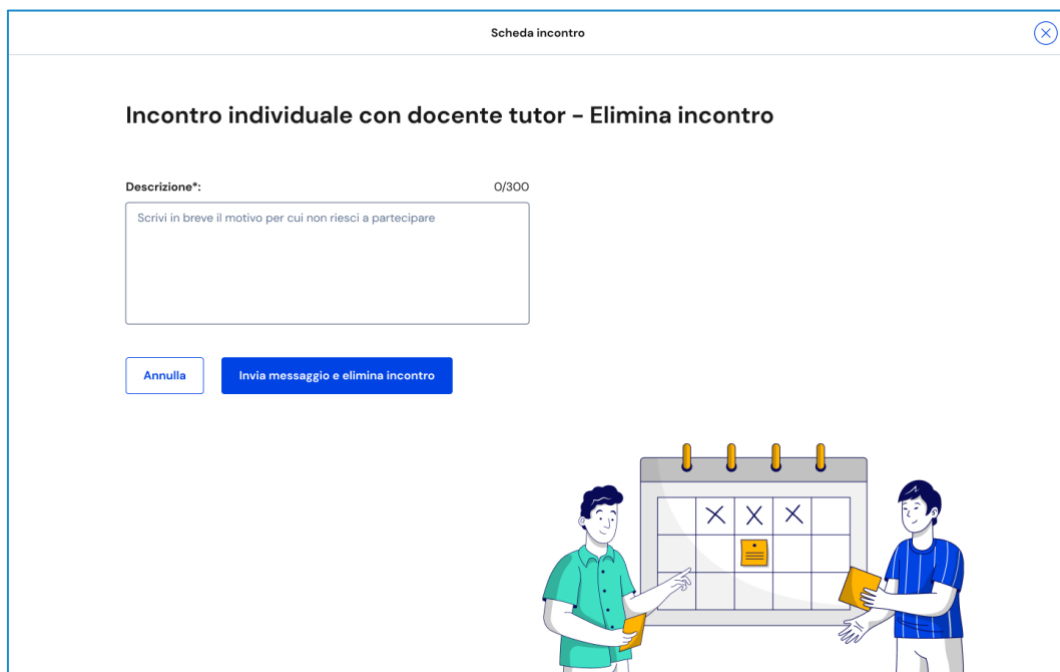 Scheda incontro
Incontro individuale con docente tutor – Elimina incontro
Descrizione*: 0/300
Scrivi in breve il motivo per cui non riesci a partecipare
Annulla Invia messaggio e elimina incontro